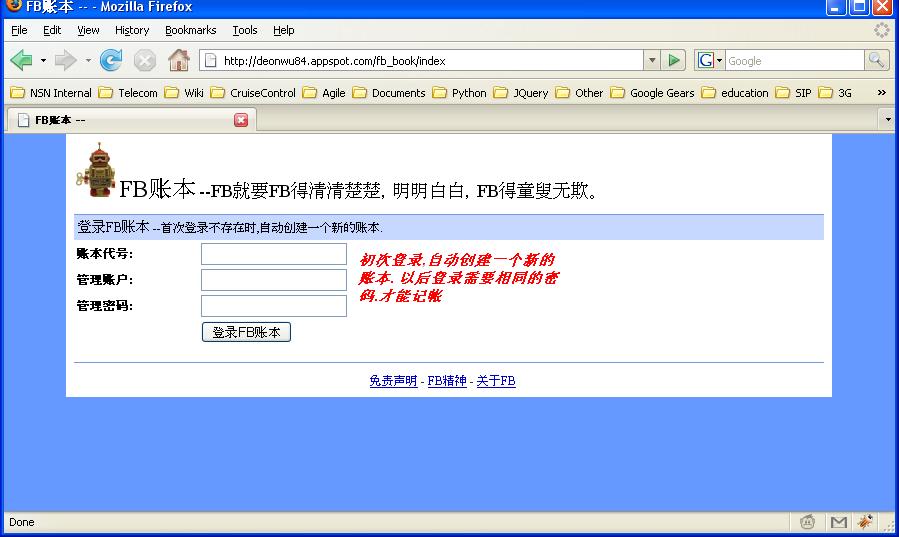 FB账本 -- - Mozilla Firefox
File Edit View History Bookmarks Tools Help
http://deonwu84.appspot.com/fb_book/index
G Google
NSN Internal Telecom Wiki CruiseControl Agile Documents Python JQuery Other Google Gears education SIP 3G »
FB账本 --
FB账本 --FB就要FB得清清楚楚，明明白白，FB得童叟无欺。
登录FB账本 --首次登录不存在时,自动创建一个新的账本.
账本代号:
管理账户:
管理密码:
初次登录,自动创建一个新的
账本. 以后登录需要相同的密
码.才能记帐
登录FB账本
免责声明 - FB精神 - 关于FB
Done